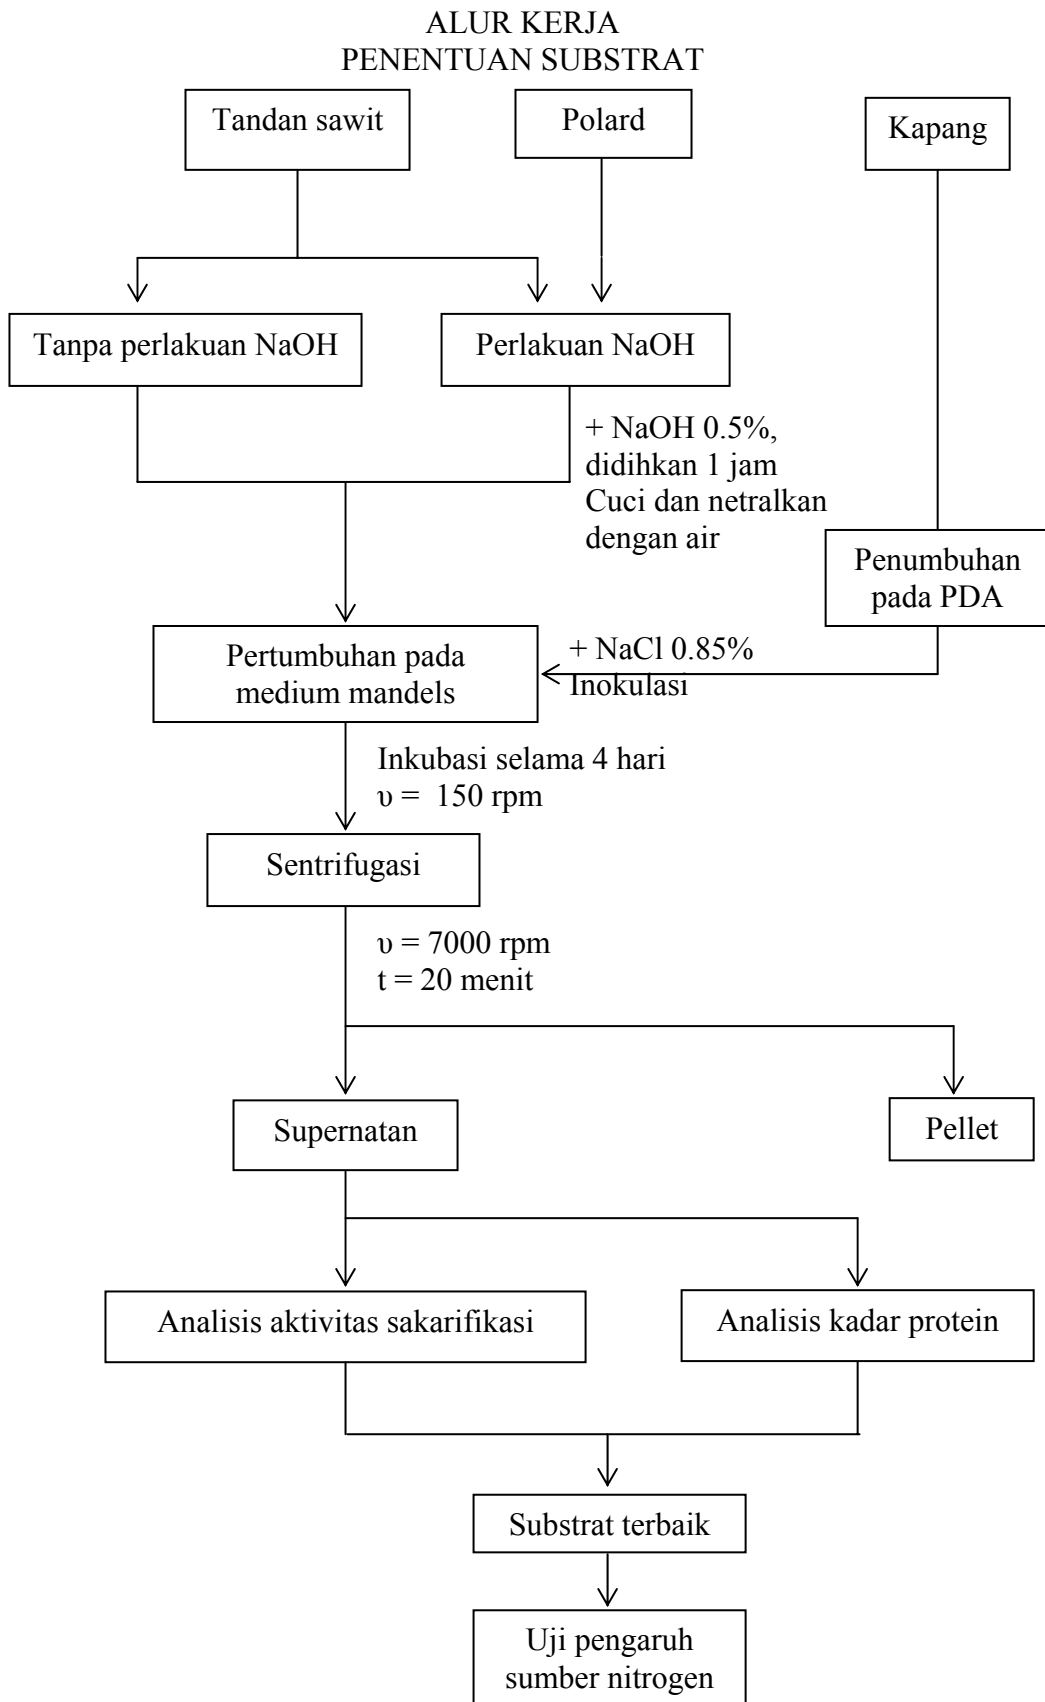 ALUR KERJA
PENENTUAN SUBSTRAT
Tandan sawit
Polard
Kapang
Tanpa perlakuan NaOH
Perlakuan NaOH
+ NaOH 0.5%,
didihkan 1 jam
Cuci dan netralkan
dengan air
Penumbuhan
pada PDA
Pertumbuhan pada
medium mandels
+ NaCl 0.85%
Inokulasi
Inkubasi selama 4 hari
υ = 150 rpm
Sentrifugasi
υ = 7000 rpm
t = 20 menit
Supernatan
Pellet
Analisis aktivitas sakarifikasi
Analisis kadar protein
Substrat terbaik
Uji pengaruh
sumber nitrogen